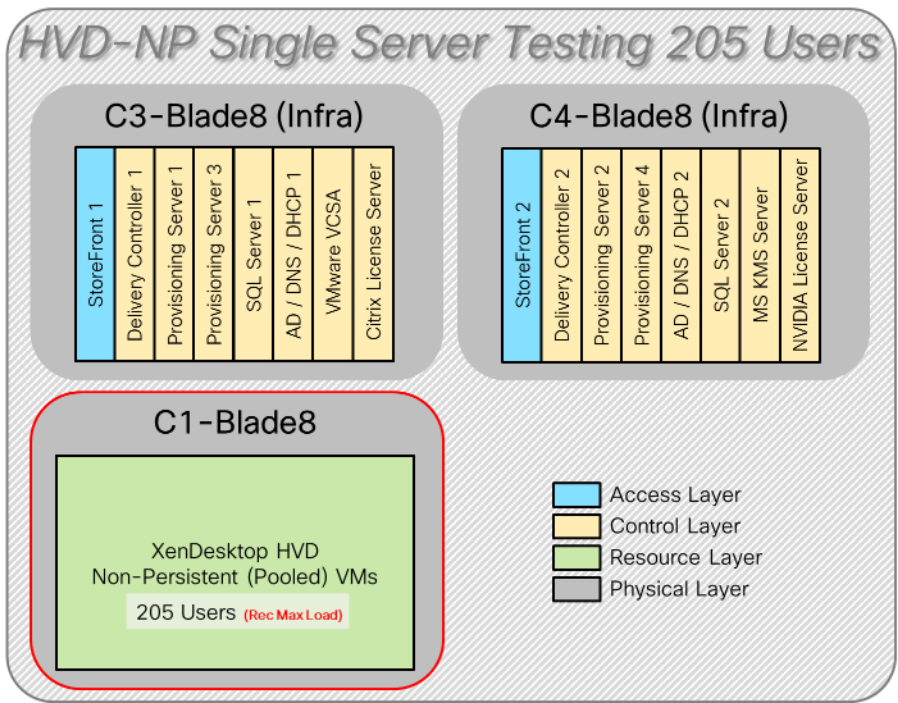 HVD-NP Single Server Testing 205 Users
C3-Blade8 (Infra)
StoreFront 1
Delivery Controller 1
Provisioning Server 1
Provisioning Server 3
SQL Server 1
AD / DNS / DHCP 1
VMware VCSA
Citrix License Server
C4-Blade8 (Infra)
StoreFront 2
Delivery Controller 2
Provisioning Server 2
Provisioning Server 4
AD / DNS / DHCP 2
SQL Server 2
MS KMS Server
NVIDIA License Server
C1-Blade8
XenDesktop HVD
Non-Persistent (Pooled) VMs
205 Users (Rec Max Load)
Access Layer
Control Layer
Resource Layer
Physical Layer